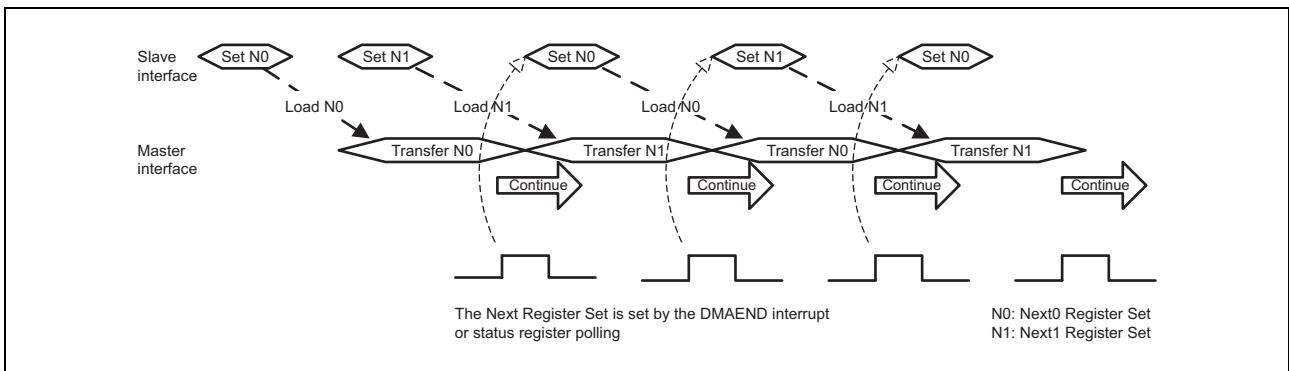 Slave
interface
Set N0
Set N1
Set N0
Set N1
Set N0
Load N0
Load N1
Load N0
Load N1
Master
interface
Transfer N0
Transfer N1
Transfer N0
Transfer N1
Continue
Continue
Continue
Continue
The Next Register Set is set by the DMAEND interrupt
or status register polling
N0: Next0 Register Set
N1: Next1 Register Set